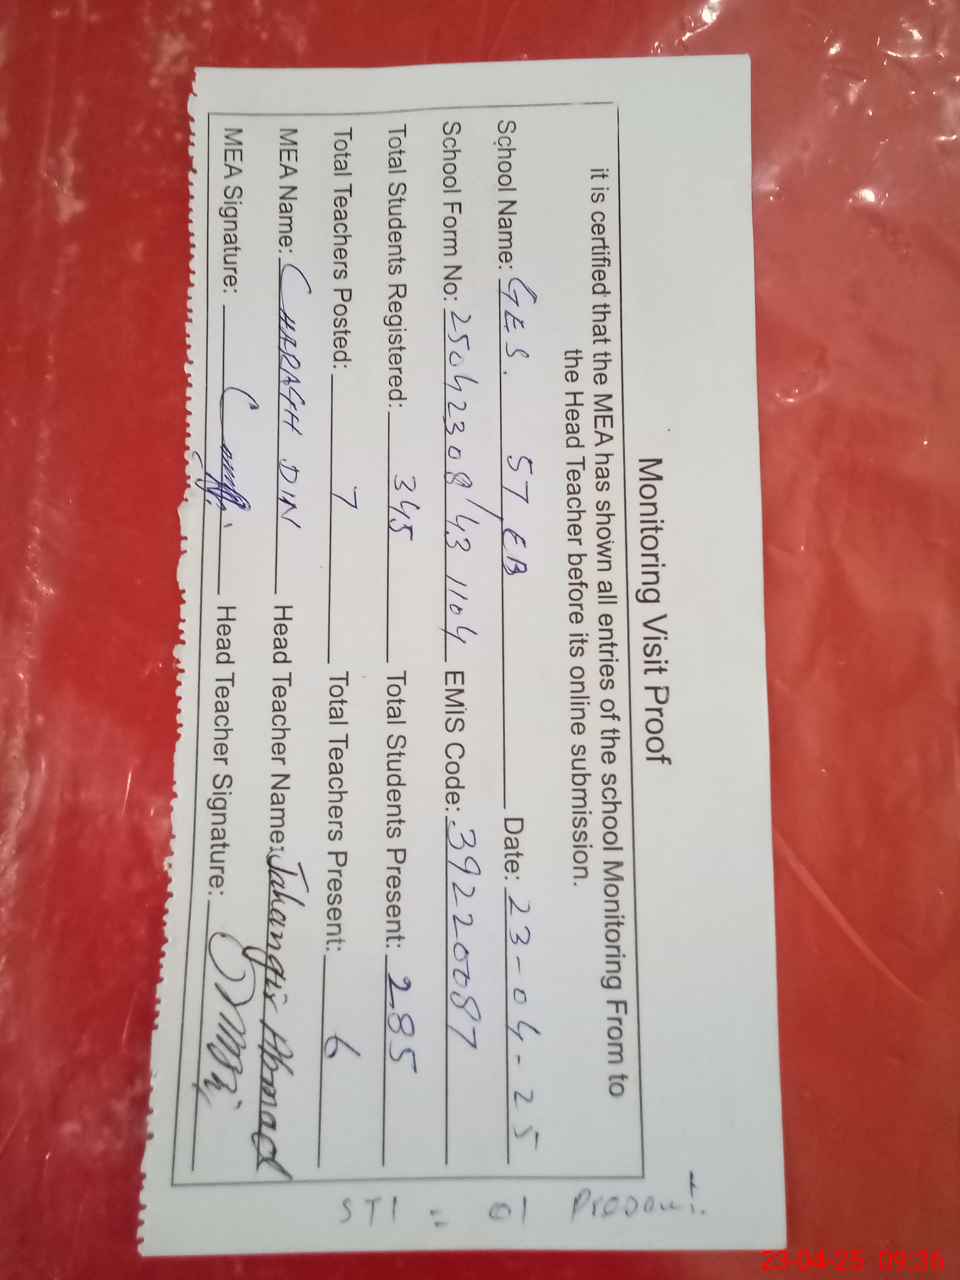 Monitoring Visit Proof
it is certified that the MEA has shown all entries of the school Monitoring From to
the Head Teacher before its online submission.
School Name: GES. 57, EB Date: 23-04-25
School Form No: 25042308/431104 EMIS Code: 39220087
Total Students Registered: 345 Total Students Present: 285
Total Teachers Posted: 7 Total Teachers Present: 6
MEA Name: CHARAGH DIN Head Teacher Name: Jahangir Ahmad
MEA Signature: Head Teacher Signature:
STI :: 01 Present.
23-04-25 09:36